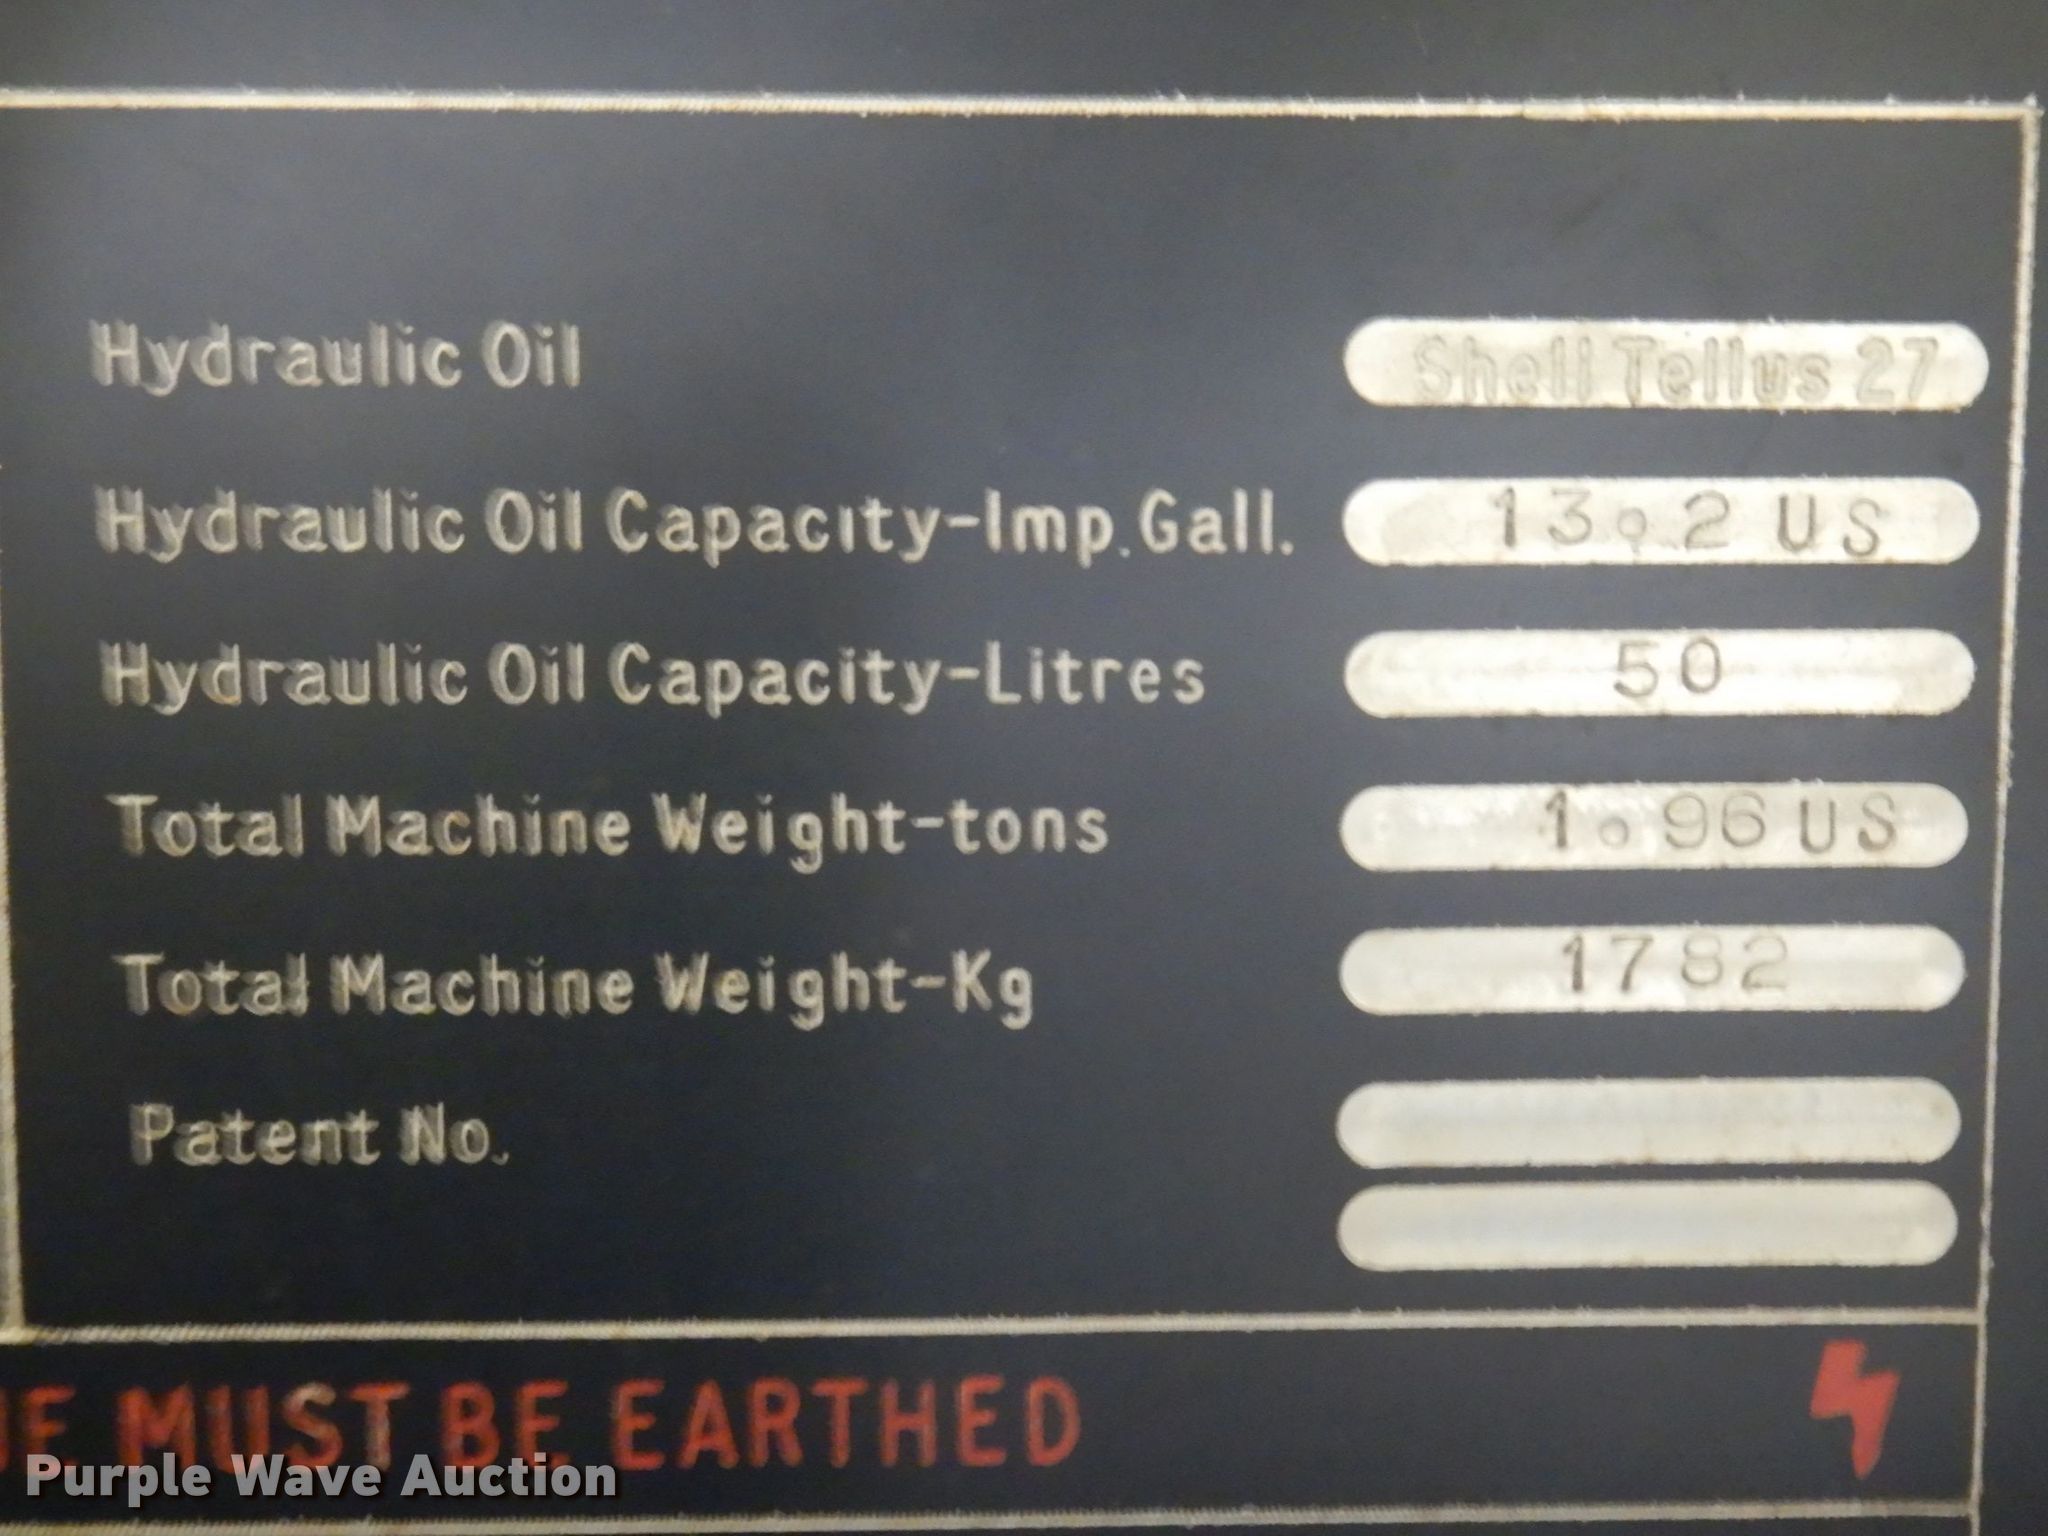 Hydraulic Oil Shell Tellus 27
Hydraulic Oil Capacity-Imp.Gall. 13.2 US
Hydraulic Oil Capacity-Litres 50
Total Machine Weight-tons 1.96 US
Total Machine Weight-Kg 1782
Patent No.
MUST BE EARTHED
Purple Wave Auction